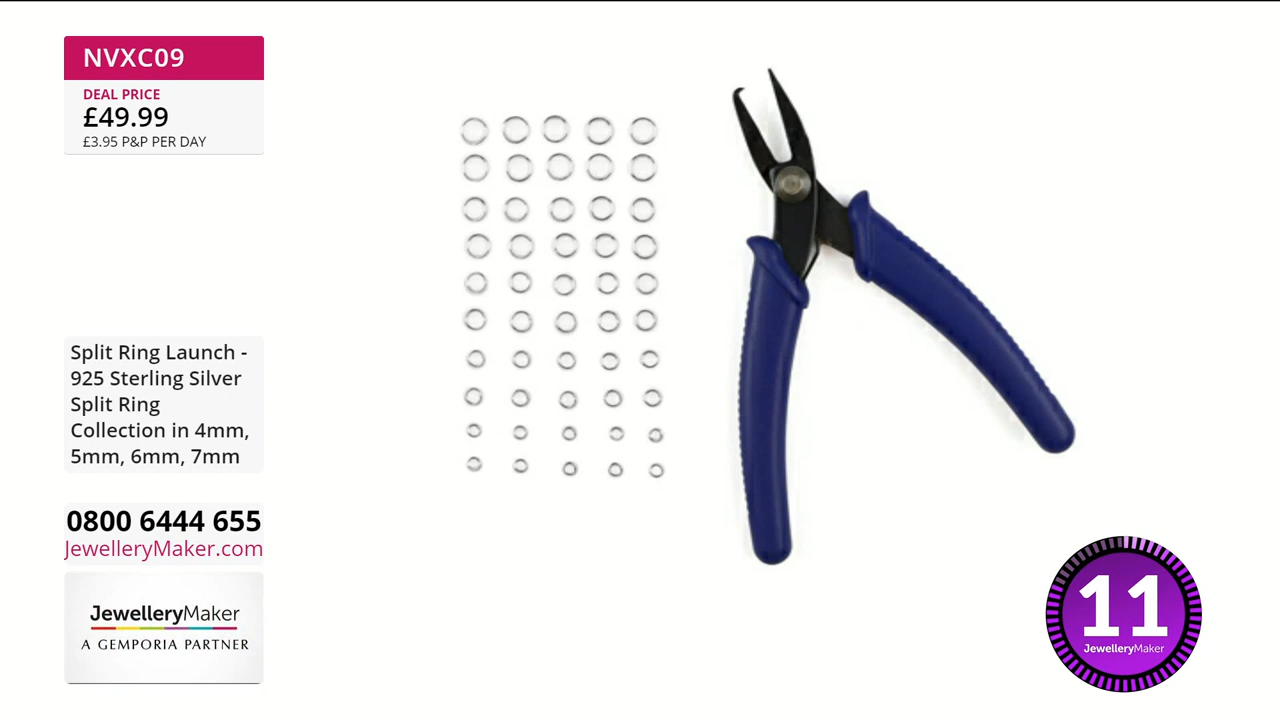 NVXC09
DEAL PRICE
£49.99
£3.95 P&P PER DAY
Split Ring Launch -
925 Sterling Silver
Split Ring
Collection in 4mm,
5mm, 6mm, 7mm
0800 6444 655
JewelleryMaker.com
JewelleryMaker
A GEMPORIA PARTNER
11
JewelleryMaker